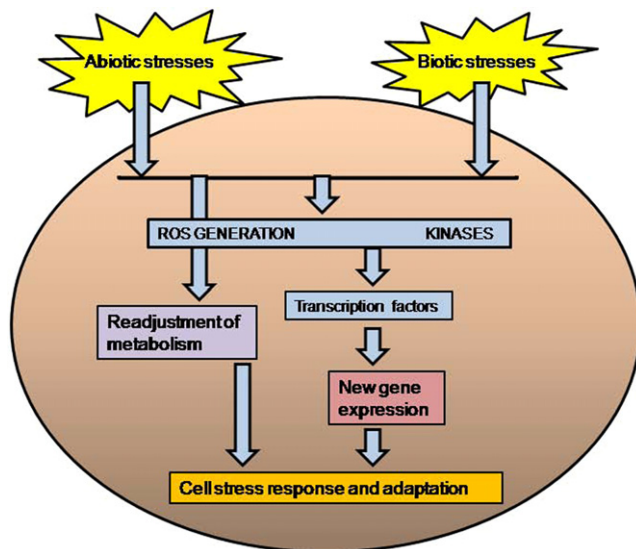 Abiotic stresses
Biotic stresses
ROS GENERATION KINASES
Transcription factors
Readjustment of
metabolism
New gene
expression
Cell stress response and adaptation